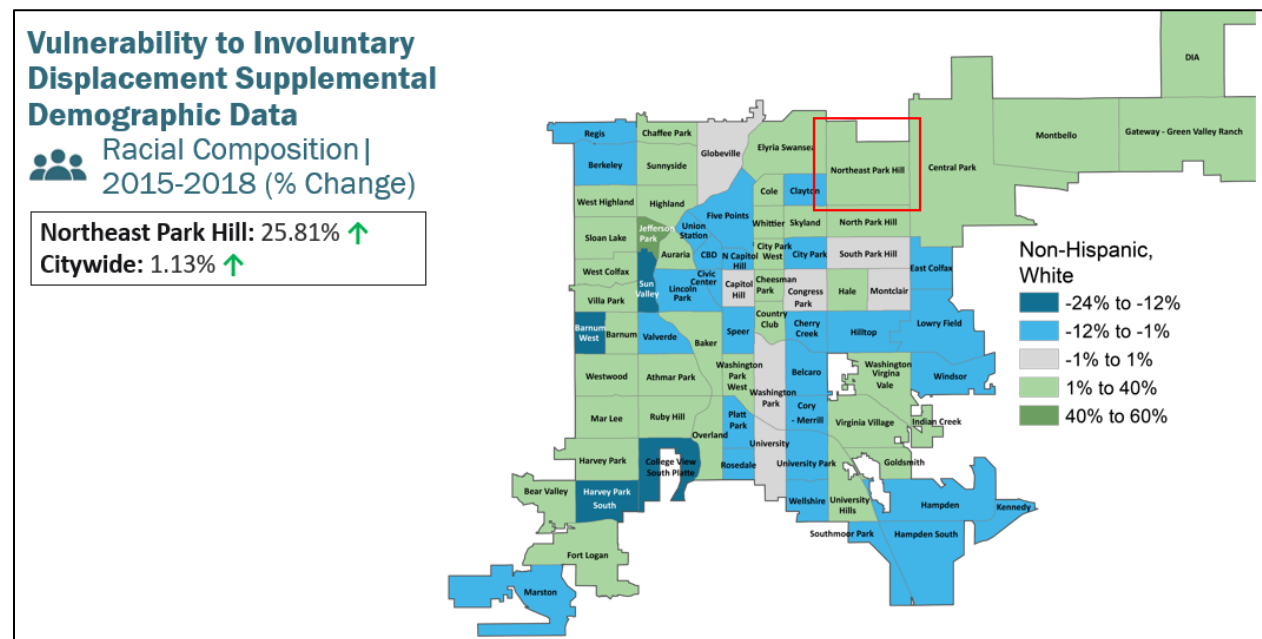 Vulnerability to Involuntary
Displacement Supplemental
Demographic Data
Racial Composition|
2015-2018 (% Change)
Northeast Park Hill: 25.81% ↑
Citywide: 1.13% ↑
DIA
Regis
Chaffee Park
Globeville
Elyria Swansea
Northeast Park Hill
Central Park
Montbello
Gateway - Green Valley Ranch
Berkeley
Sunnyside
West Highland
Highland
Five Points
Cole
Clayton
Sloan Lake
Jefferson
Park
Union
Station
Whittier
Skyland
North Park Hill
Auraria
CBD
N Capitol
Hill
City Park
West
City Park
South Park Hill
East Colfax
West Colfax
Sun
Valley
Lincoln
Park
Civic
Center
Capitol
Hill
Cheesman
Park
Congress
Park
Hale
Montclair
Villa Park
Barnum
West
Barnum
Valverde
Baker
Speer
Country
Club
Cherry
Creek
Hilltop
Lowry Field
Westwood
Athmar Park
Washington
Park
West
Washington
Park
Belcaro
Washington
Virgina
Vale
Windsor
Mar Lee
Ruby Hill
Overland
Platt
Park
University
Cory
- Merrill
Virginia Village
Indian Creek
Harvey Park
College View
South Platte
Rosedale
University Park
Goldsmith
Bear Valley
Harvey Park
South
Wellshire
University
Hills
Hampden
Kennedy
Southmoor Park
Hampden South
Fort Logan
Marston
Non-Hispanic,
White
-24% to -12%
-12% to -1%
-1% to 1%
1% to 40%
40% to 60%